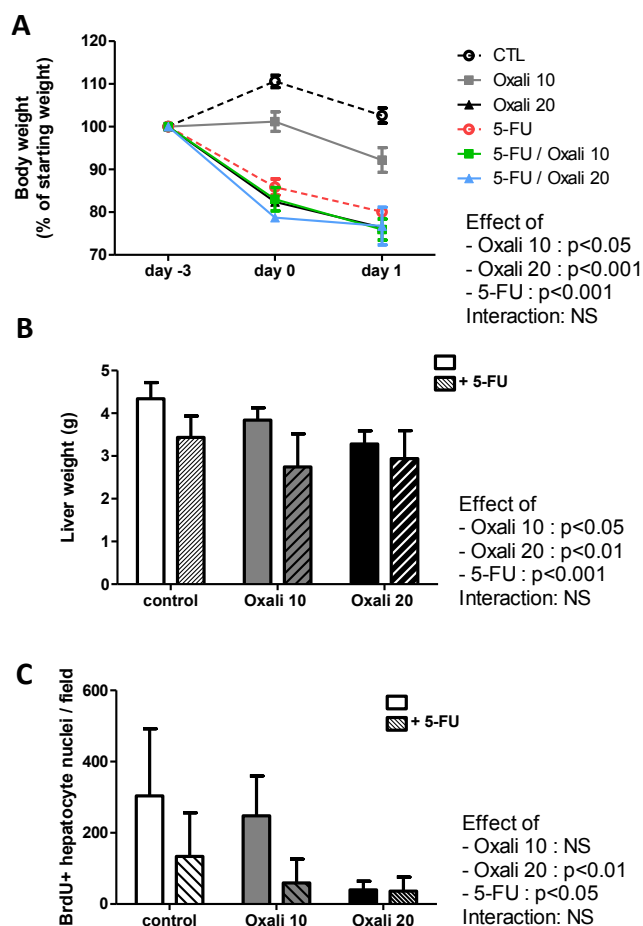 A
Body weight
(% of starting weight)
120
110
100
90
80
70
day -3
day 0
day 1
CTL
Oxali 10
Oxali 20
5-FU
5-FU / Oxali 10
5-FU / Oxali 20
Effect of
- Oxali 10 : p<0.05
- Oxali 20 : p<0.001
- 5-FU : p<0.001
Interaction: NS
B
Liver weight (g)
5
4
3
2
1
0
control
Oxali 10
Oxali 20
+ 5-FU
Effect of
- Oxali 10 : p<0.05
- Oxali 20 : p<0.01
- 5-FU : p<0.001
Interaction: NS
C
BrdU+ hepatocyte nuclei / field
600
400
200
0
control
Oxali 10
Oxali 20
+ 5-FU
Effect of
- Oxali 10 : NS
- Oxali 20 : p<0.01
- 5-FU : p<0.05
Interaction: NS